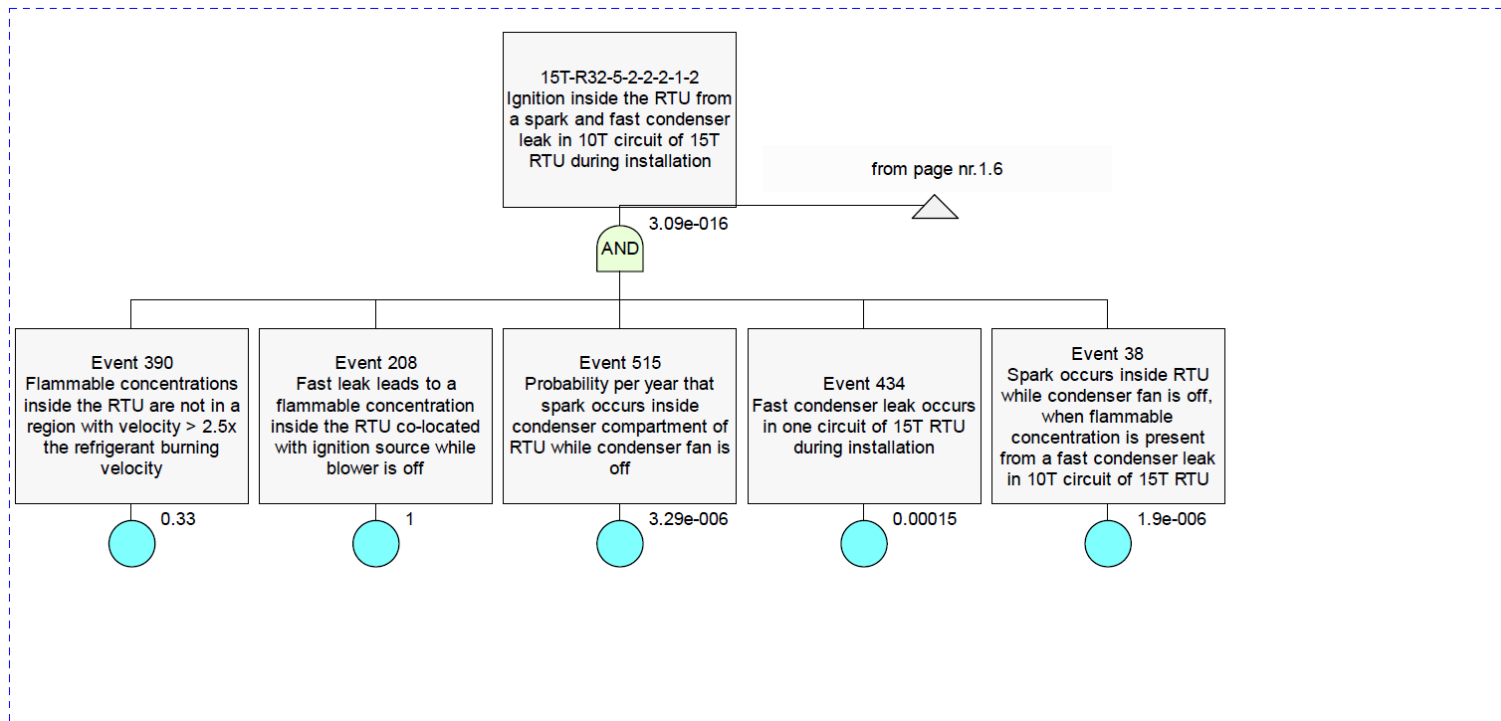 15T-R32-5-2-2-2-1-2
Ignition inside the RTU from
a spark and fast condenser
leak in 10T circuit of 15T
RTU during installation
from page nr.1.6
3.09e-016
AND
Event 390
Flammable concentrations
inside the RTU are not in a
region with velocity > 2.5x
the refrigerant burning
velocity
0.33
Event 208
Fast leak leads to a
flammable concentration
inside the RTU co-located
with ignition source while
blower is off
1
Event 515
Probability per year that
spark occurs inside
condenser compartment of
RTU while condenser fan is
off
3.29e-006
Event 434
Fast condenser leak occurs
in one circuit of 15T RTU
during installation
0.00015
Event 38
Spark occurs inside RTU
while condenser fan is off,
when flammable
concentration is present
from a fast condenser leak
in 10T circuit of 15T RTU
1.9e-006